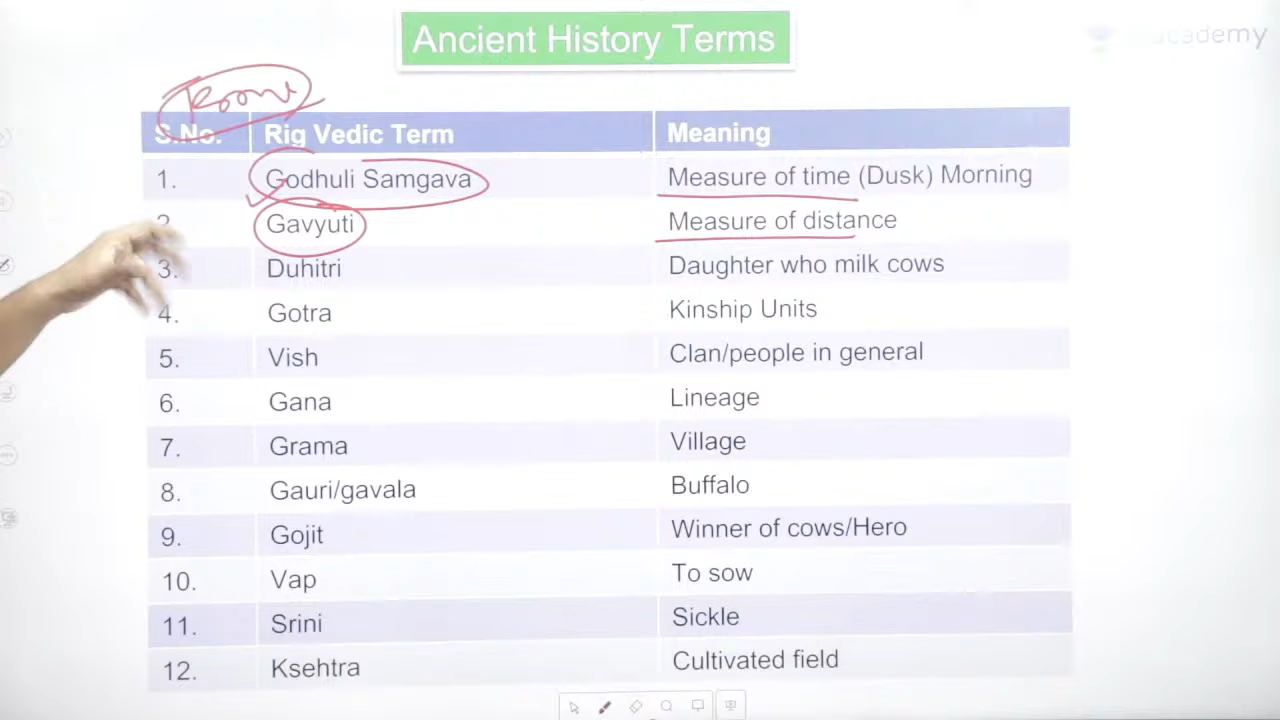 Ancient History Terms
S.No. Rig Vedic Term Meaning
1. Godhuli Samgava Measure of time (Dusk) Morning
2. Gavyuti Measure of distance
3. Duhitri Daughter who milk cows
4. Gotra Kinship Units
5. Vish Clan/people in general
6. Gana Lineage
7. Grama Village
8. Gauri/gavala Buffalo
9. Gojit Winner of cows/Hero
10. Vap To sow
11. Srini Sickle
12. Ksehtra Cultivated field